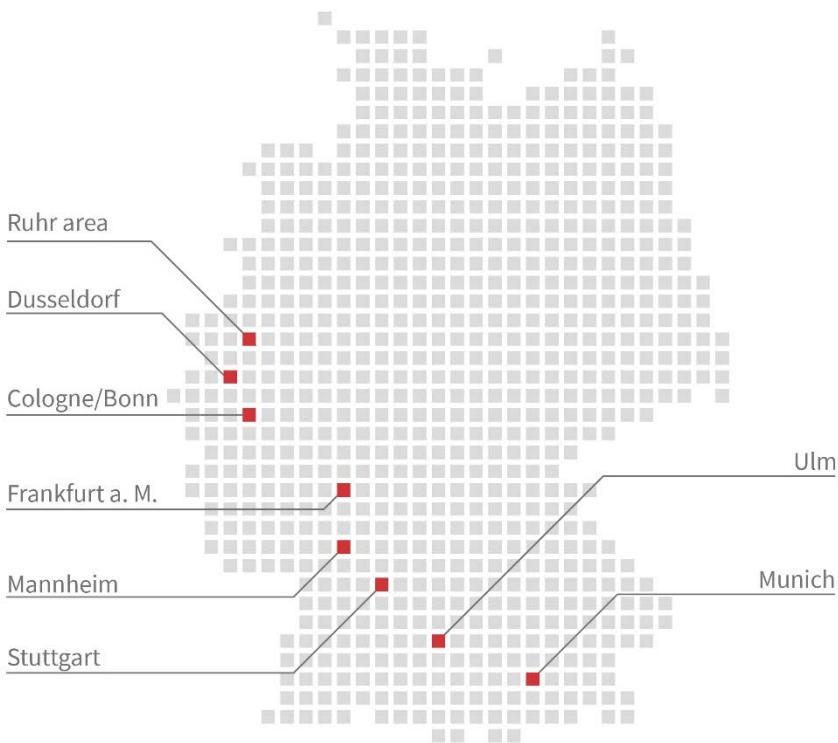 Ruhr area
Dusseldorf
Cologne/Bonn
Frankfurt a. M.
Mannheim
Stuttgart
Ulm
Munich